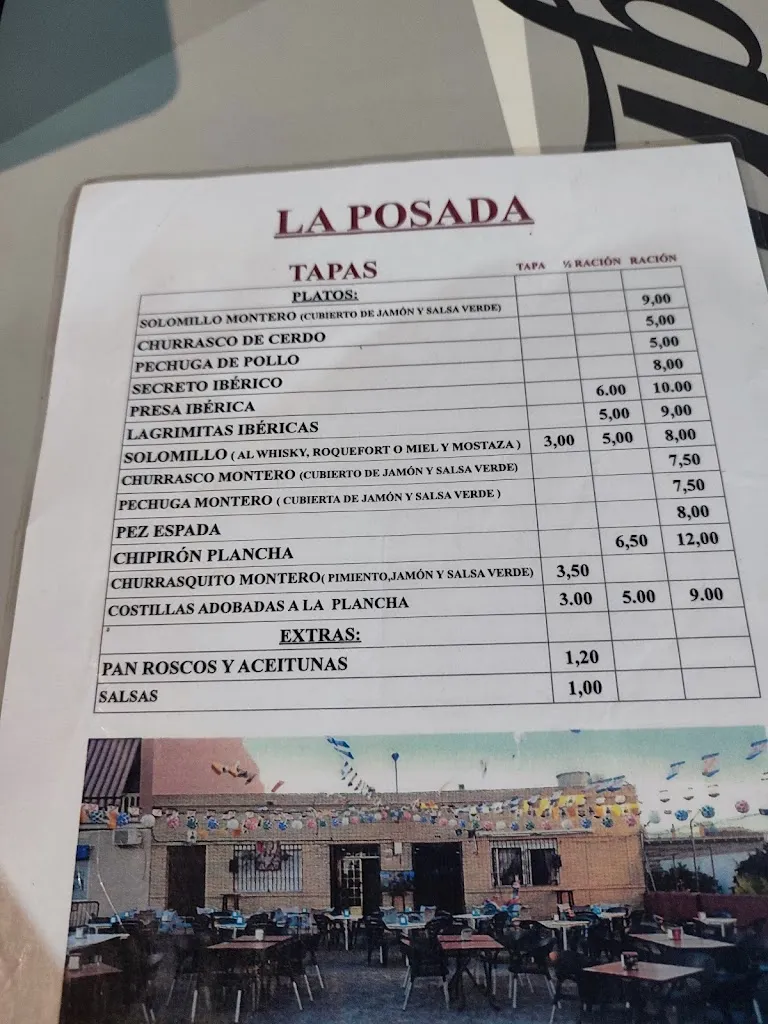 LA POSADA
TAPAS TAPA ½ RACIÓN RACIÓN
PLATOS:
SOLOMILLO MONTERO (CUBIERTO DE JAMÓN Y SALSA VERDE) 9,00
CHURRASCO DE CERDO 5,00
PECHUGA DE POLLO 5,00
SECRETO IBÉRICO 8,00
PRESA IBÉRICA 6.00 10.00
LAGRIMITAS IBÉRICAS 5,00 9,00
SOLOMILLO ( AL WHISKY, ROQUEFORT O MIEL Y MOSTAZA ) 3,00 5,00 8,00
CHURRASCO MONTERO (CUBIERTO DE JAMÓN Y SALSA VERDE) 7,50
PECHUGA MONTERO ( CUBIERTA DE JAMÓN Y SALSA VERDE ) 7,50
PEZ ESPADA 8,00
CHIPIRÓN PLANCHA 6,50 12,00
CHURRASQUITO MONTERO( PIMIENTO,JAMÓN Y SALSA VERDE) 3,50
COSTILLAS ADOBADAS A LA PLANCHA 3.00 5.00 9.00
EXTRAS:
PAN ROSCOS Y ACEITUNAS 1,20
SALSAS 1,00